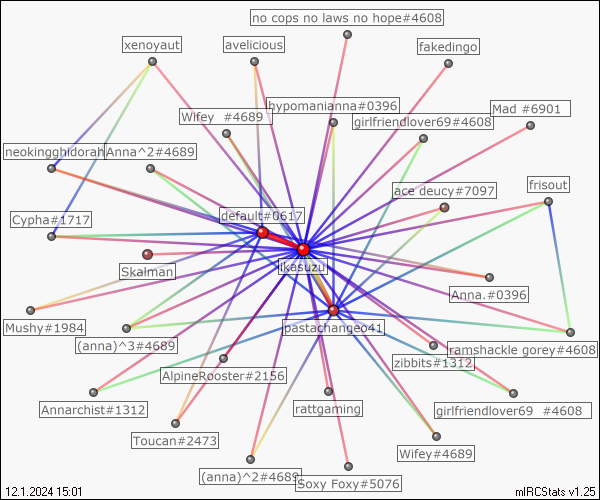 no cops no laws no hope#4608
xenoyaut
avelicious
fakedingo
hypomanianna#0396
Wifey  #4689
girlfriendlover69#4608
Mad #6901
neokingghidorah
Anna^2#4689
ace deucy#7097
frisout
Cypha#1717
default#0617
Skalman
ikasuzu
Anna.#0396
Mushy#1984
pastachangeo41
(anna)^3#4689
zibbits#1312
ramshackle gorey#4608
AlpineRooster#2156
Annarchist#1312
rattgaming
girlfriendlover69  #4608
Toucan#2473
Wifey#4689
(anna)^2#4689
Soxy Foxy#5076
12.1.2024 15:01
mIRCStats v1.25